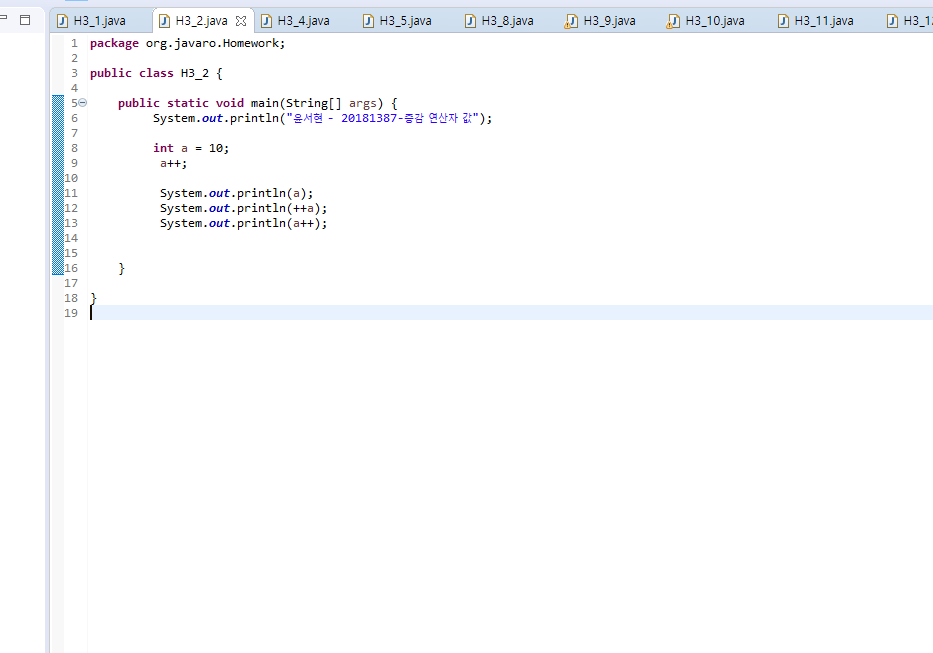 H3_1.java H3_2.java H3_4.java H3_5.java H3_8.java H3_9.java H3_10.java H3_11.java
1 package org.javaro.Homework;
2
3 public class H3_2 {
4
5 public static void main(String[] args) {
6 System.out.println("윤서현 - 20181387-증감 연산자 값");
7
8 int a = 10;
9 a++;
10
11 System.out.println(a);
12 System.out.println(++a);
13 System.out.println(a++);
14
15
16 }
17
18 }
19